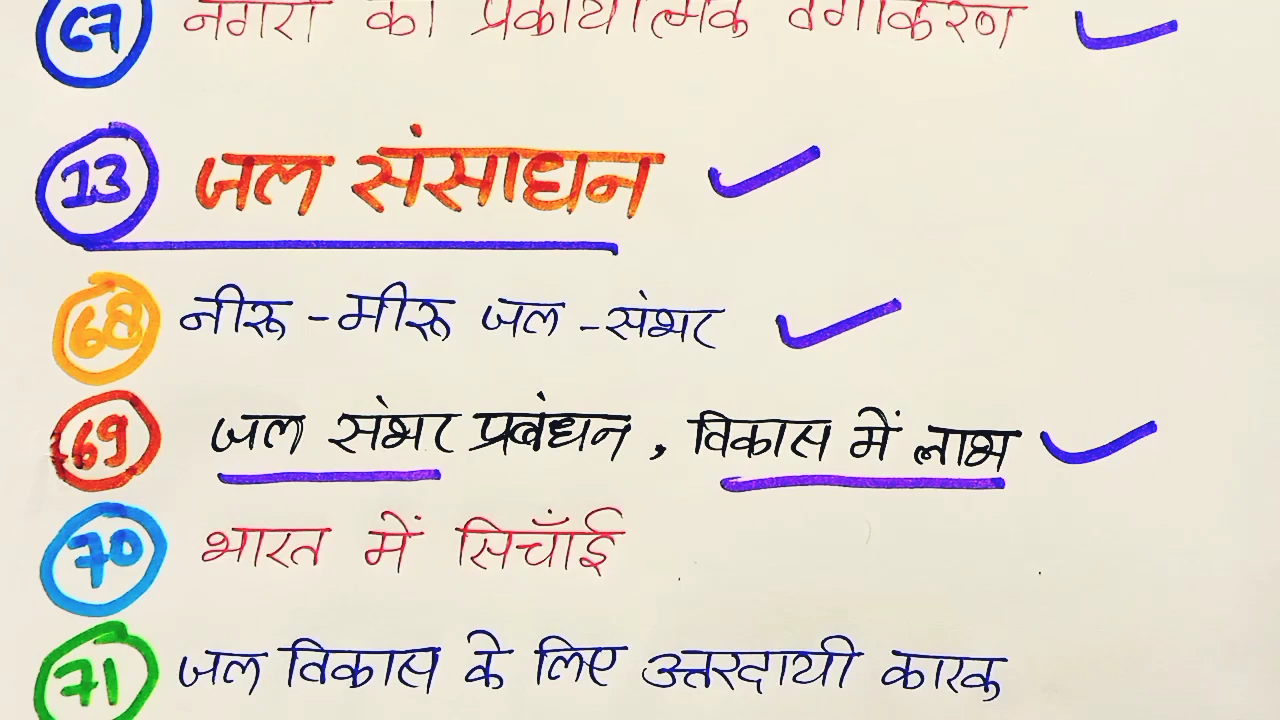 67 नगरों का प्रकार्यात्मक वर्गीकरण
13 जल संसाधन
68 नीरू - मीरू जल - संभर
69 जल संभर प्रबंधन , विकास में लाभ
70 भारत में सिचाँई
71 जल विकास के लिए उत्तरदायी कारक